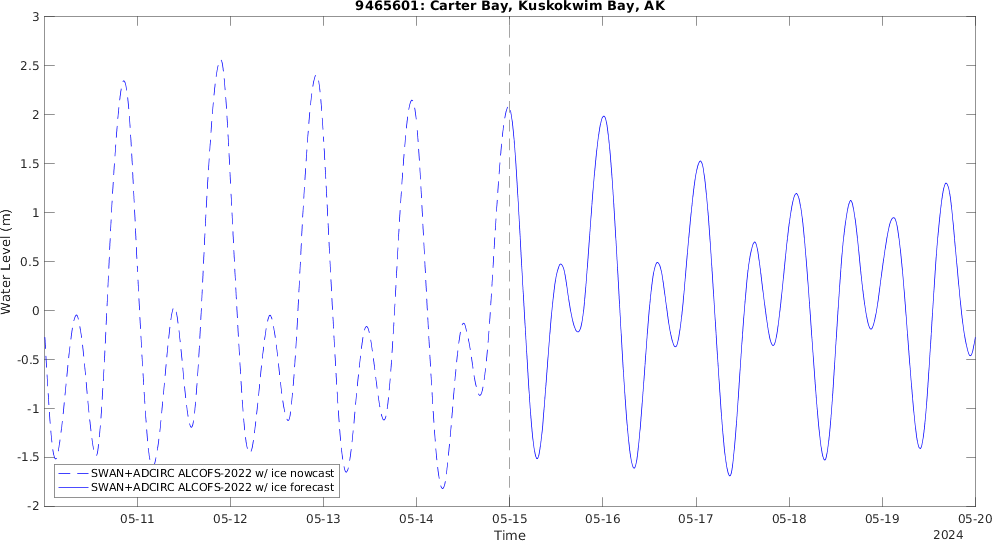 9465601: Carter Bay, Kuskokwim Bay, AK
3
2.5
2
1.5
1
0.5
0
-0.5
-1
-1.5
-2
Water Level (m)
SWAN+ADCIRC ALCOFS-2022 w/ ice nowcast
SWAN+ADCIRC ALCOFS-2022 w/ ice forecast
05-11 05-12 05-13 05-14 05-15 05-16 05-17 05-18 05-19 05-20
Time
2024